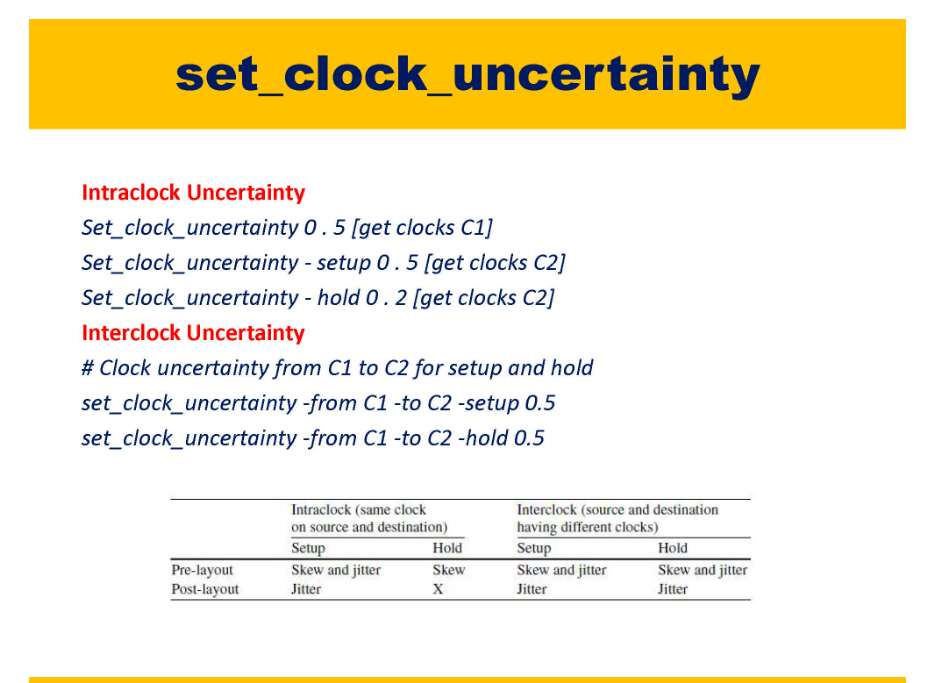 set_clock_uncertainty
Intraclock Uncertainty
Set_clock_uncertainty 0 . 5 [get clocks C1]
Set_clock_uncertainty - setup 0 . 5 [get clocks C2]
Set_clock_uncertainty - hold 0 . 2 [get clocks C2]
Interclock Uncertainty
# Clock uncertainty from C1 to C2 for setup and hold
set_clock_uncertainty -from C1 -to C2 -setup 0.5
set_clock_uncertainty -from C1 -to C2 -hold 0.5
Intraclock (same clock Interclock (source and destination
on source and destination) having different clocks)
Setup Hold Setup Hold
Pre-layout Skew and jitter Skew Skew and jitter Skew and jitter
Post-layout Jitter X Jitter Jitter